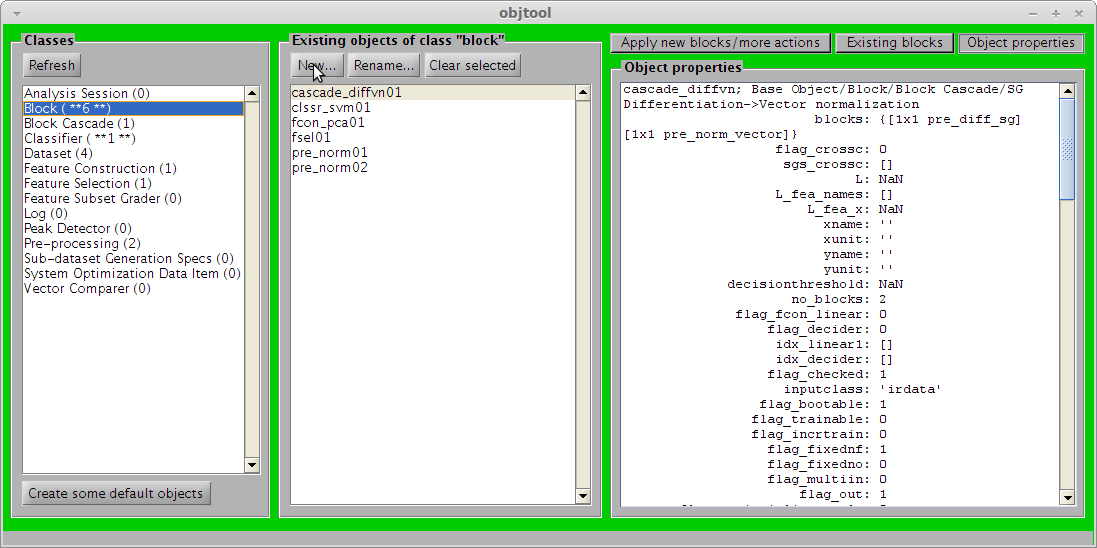 objtool
Classes
Refresh
Analysis Session (0)
Block ( **6 **)
Block Cascade (1)
Classifier ( **1 **)
Dataset (4)
Feature Construction (1)
Feature Selection (1)
Feature Subset Grader (0)
Log (0)
Peak Detector (0)
Pre-processing (2)
Sub-dataset Generation Specs (0)
System Optimization Data Item (0)
Vector Comparer (0)
Create some default objects
Existing objects of class "block"
New... Rename... Clear selected
cascade_diffvn01
clssr_svm01
fcon_pca01
fsel01
pre_norm01
pre_norm02
Apply new blocks/more actions Existing blocks Object properties
Object properties
cascade_diffvn; Base Object/Block/Block Cascade/SG
Differentiation->Vector normalization
blocks: {[1x1 pre_diff_sg]
[1x1 pre_norm_vector]}
flag_crossc: 0
sgs_crossc: []
L: NaN
L_fea_names: []
L_fea_x: NaN
xname: ''
xunit: ''
yname: ''
yunit: ''
decisionthreshold: NaN
no_blocks: 2
flag_fcon_linear: 0
flag_decider: 0
idx_linear1: []
idx_decider: []
flag_checked: 1
inputclass: 'irdata'
flag_bootable: 1
flag_trainable: 0
flag_incrtrain: 0
flag_fixednf: 1
flag_fixedno: 0
flag_multiin: 0
flag_out: 1